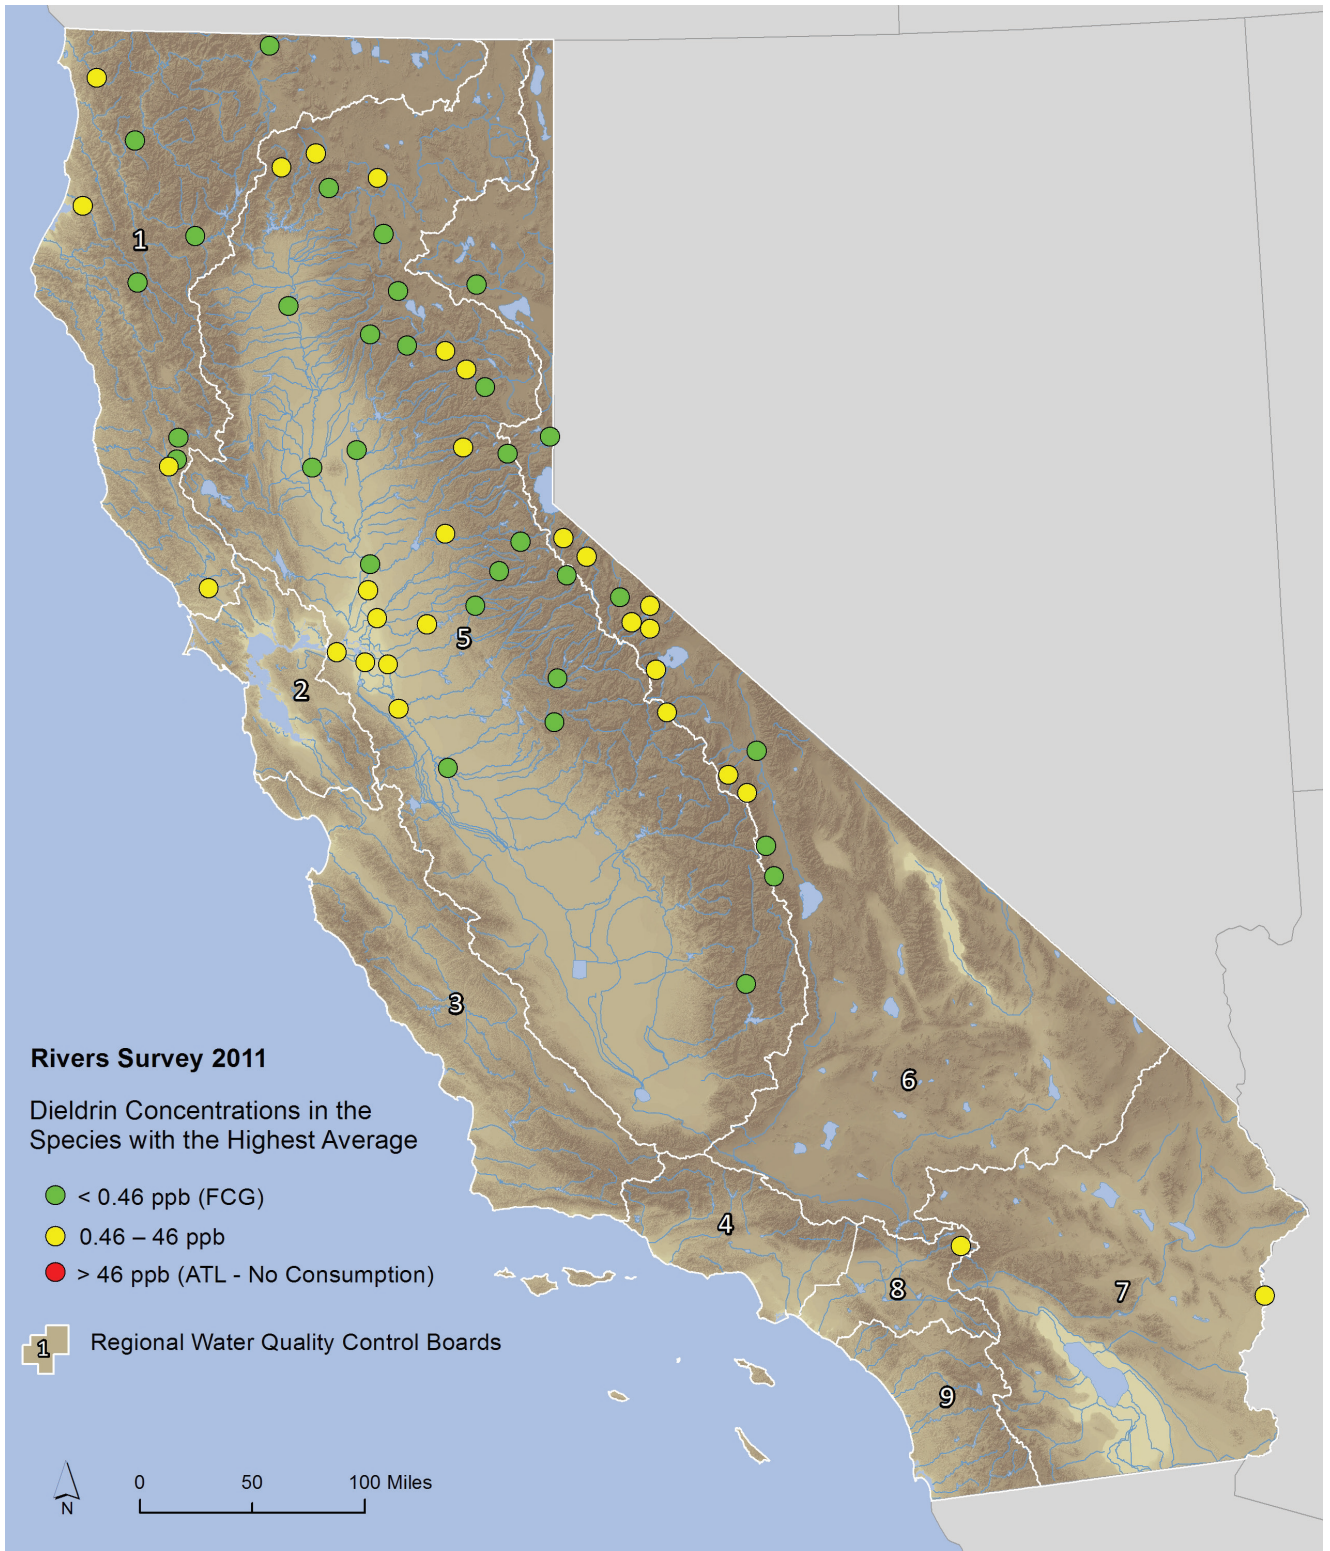 1
5
2
3
6
4
8
7
9
Rivers Survey 2011
Dieldrin Concentrations in the
Species with the Highest Average
< 0.46 ppb (FCG)
0.46 – 46 ppb
> 46 ppb (ATL - No Consumption)
1 Regional Water Quality Control Boards
N
0 50 100 Miles